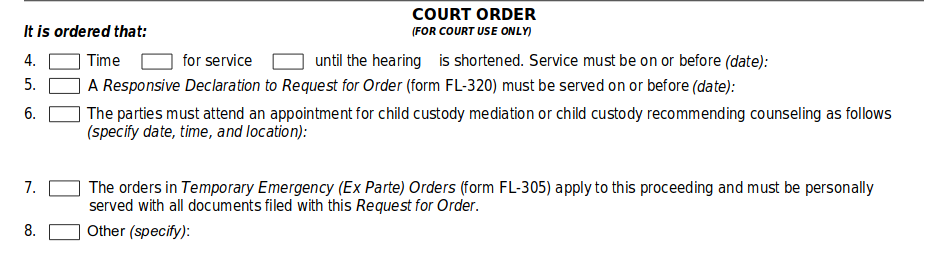 COURT ORDER
It is ordered that:
(FOR COURT USE ONLY)
4. Time for service until the hearing is shortened. Service must be on or before (date):
5. A Responsive Declaration to Request for Order (form FL-320) must be served on or before (date):
6. The parties must attend an appointment for child custody mediation or child custody recommending counseling as follows
(specify date, time, and location):
7. The orders in Temporary Emergency (Ex Parte) Orders (form FL-305) apply to this proceeding and must be personally
served with all documents filed with this Request for Order.
8. Other (specify):